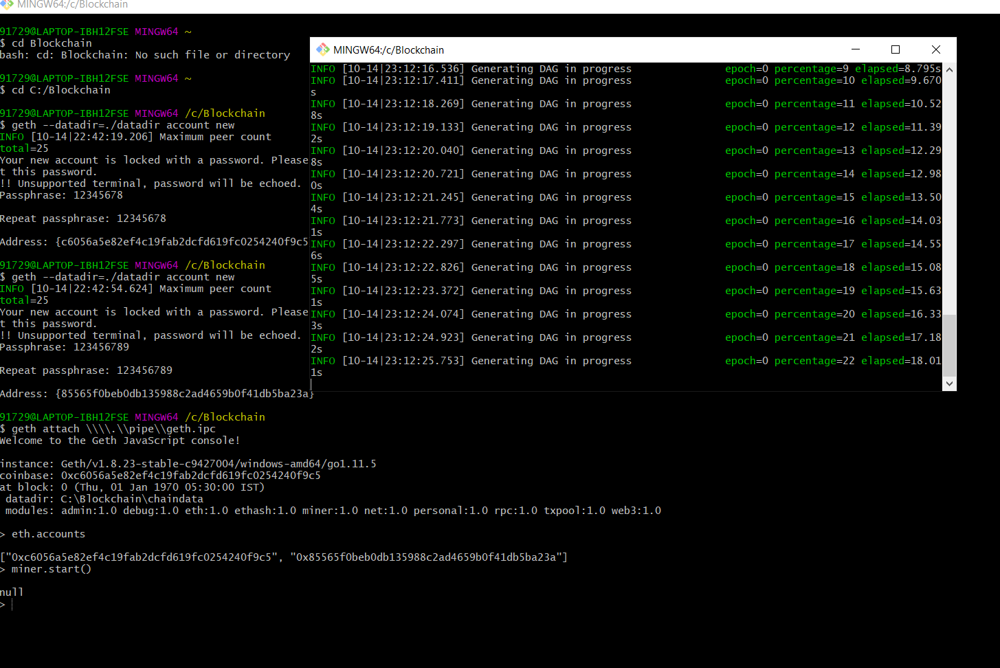 MINGW64:/c/Blockchain
91729@LAPTOP-IBH12FSE MINGW64 ~
$ cd Blockchain
bash: cd: Blockchain: No such file or directory
91729@LAPTOP-IBH12FSE MINGW64 ~
$ cd C:/Blockchain
91729@LAPTOP-IBH12FSE MINGW64 /c/Blockchain
$ geth --datadir=./datadir account new
INFO [10-14|22:42:19.206] Maximum peer count
total=25
Your new account is locked with a password. Please
t this password.
!! Unsupported terminal, password will be echoed.
Passphrase: 12345678
Repeat passphrase: 12345678
Address: {c6056a5e82ef4c19fab2dcfd619fc0254240f9c5
91729@LAPTOP-IBH12FSE MINGW64 /c/Blockchain
$ geth --datadir=./datadir account new
INFO [10-14|22:42:54.624] Maximum peer count
total=25
Your new account is locked with a password. Please
t this password.
!! Unsupported terminal, password will be echoed.
Passphrase: 123456789
Repeat passphrase: 123456789
Address: {85565f0beb0db135988c2ad4659b0f41db5ba23a}
91729@LAPTOP-IBH12FSE MINGW64 /c/Blockchain
$ geth attach \\\\.\\pipe\\geth.ipc
Welcome to the Geth JavaScript console!
instance: Geth/v1.8.23-stable-c9427004/windows-amd64/go1.11.5
coinbase: 0xc6056a5e82ef4c19fab2dcfd619fc0254240f9c5
at block: 0 (Thu, 01 Jan 1970 05:30:00 IST)
datadir: C:\Blockchain\chaindata
modules: admin:1.0 debug:1.0 eth:1.0 ethash:1.0 miner:1.0 net:1.0 personal:1.0 rpc:1.0 txpool:1.0 web3:1.0
> eth.accounts
["0xc6056a5e82ef4c19fab2dcfd619fc0254240f9c5", "0x85565f0beb0db135988c2ad4659b0f41db5ba23a"]
> miner.start()
null
>
MINGW64:/c/Blockchain
INFO [10-14|23:12:16.536] Generating DAG in progress epoch=0 percentage=9 elapsed=8.795s
INFO [10-14|23:12:17.411] Generating DAG in progress epoch=0 percentage=10 elapsed=9.670
s
INFO [10-14|23:12:18.269] Generating DAG in progress epoch=0 percentage=11 elapsed=10.52
8s
INFO [10-14|23:12:19.133] Generating DAG in progress epoch=0 percentage=12 elapsed=11.39
2s
INFO [10-14|23:12:20.040] Generating DAG in progress epoch=0 percentage=13 elapsed=12.29
8s
INFO [10-14|23:12:20.721] Generating DAG in progress epoch=0 percentage=14 elapsed=12.98
0s
INFO [10-14|23:12:21.245] Generating DAG in progress epoch=0 percentage=15 elapsed=13.50
4s
INFO [10-14|23:12:21.773] Generating DAG in progress epoch=0 percentage=16 elapsed=14.03
1s
INFO [10-14|23:12:22.297] Generating DAG in progress epoch=0 percentage=17 elapsed=14.55
6s
INFO [10-14|23:12:22.826] Generating DAG in progress epoch=0 percentage=18 elapsed=15.08
5s
INFO [10-14|23:12:23.372] Generating DAG in progress epoch=0 percentage=19 elapsed=15.63
1s
INFO [10-14|23:12:24.074] Generating DAG in progress epoch=0 percentage=20 elapsed=16.33
3s
INFO [10-14|23:12:24.923] Generating DAG in progress epoch=0 percentage=21 elapsed=17.18
2s
INFO [10-14|23:12:25.753] Generating DAG in progress epoch=0 percentage=22 elapsed=18.01
1s